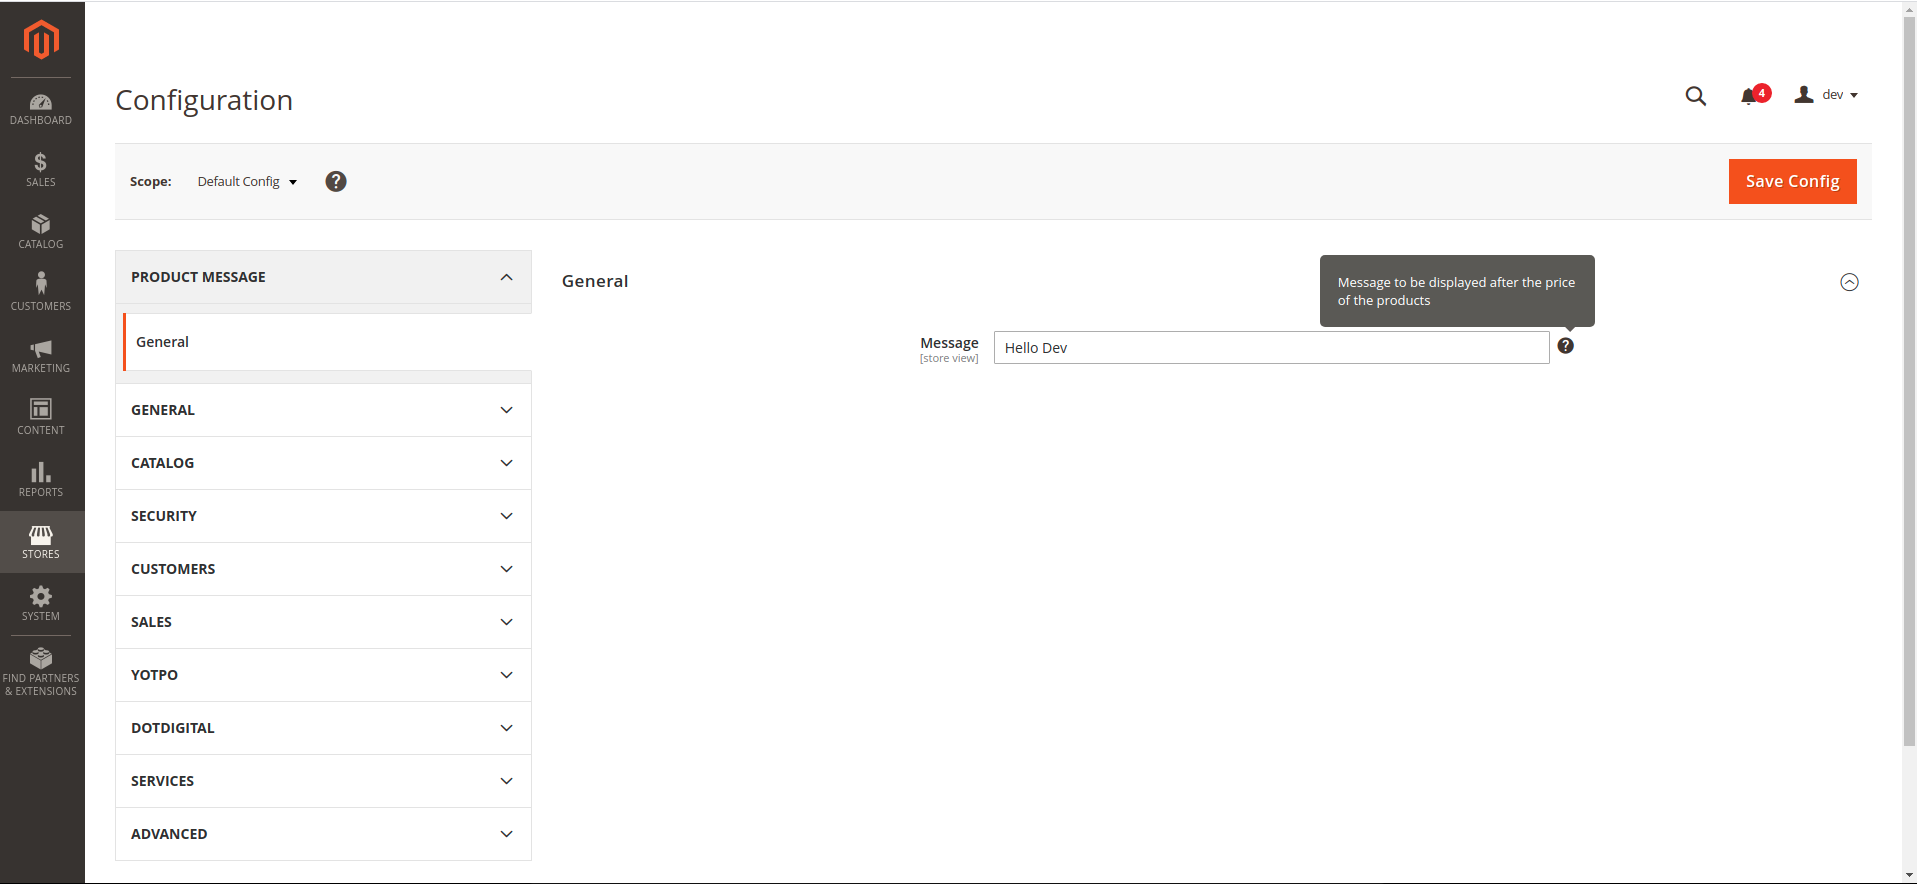 Configuration
4
dev
Scope:
Default Config
?
Save Config
DASHBOARD
$
SALES
CATALOG
CUSTOMERS
MARKETING
CONTENT
REPORTS
STORES
SYSTEM
FIND PARTNERS
& EXTENSIONS
PRODUCT MESSAGE
General
GENERAL
CATALOG
SECURITY
CUSTOMERS
SALES
YOTPO
DOTDIGITAL
SERVICES
ADVANCED
General
Message to be displayed after the price
of the products
Message
[store view]
Hello Dev
?